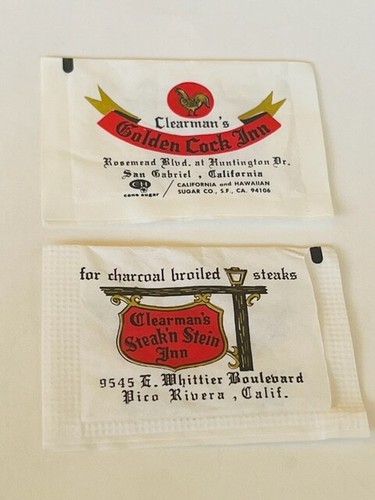 Clearman's
Golden Cock Inn
Rosemead Blvd. at Huntington Dr.
San Gabriel , California
C and H
cane sugar
CALIFORNIA and HAWAIIAN
SUGAR CO., S.F., CA. 94106
for charcoal broiled steaks
Clearman's
Steak'n Stein
Inn
9545 E. Whittier Boulevard
Pico Rivera , Calif.